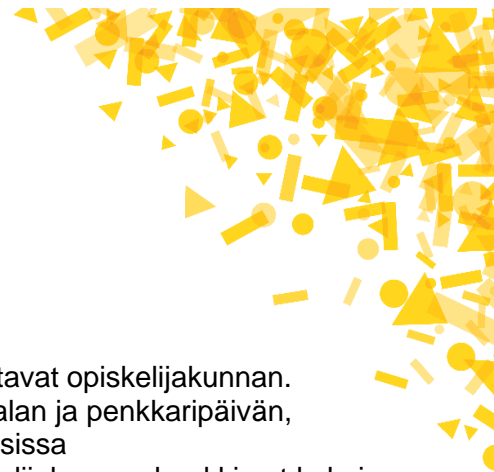 tavat opiskelijakunnan.
alan ja penkkaripäivän,
sissa